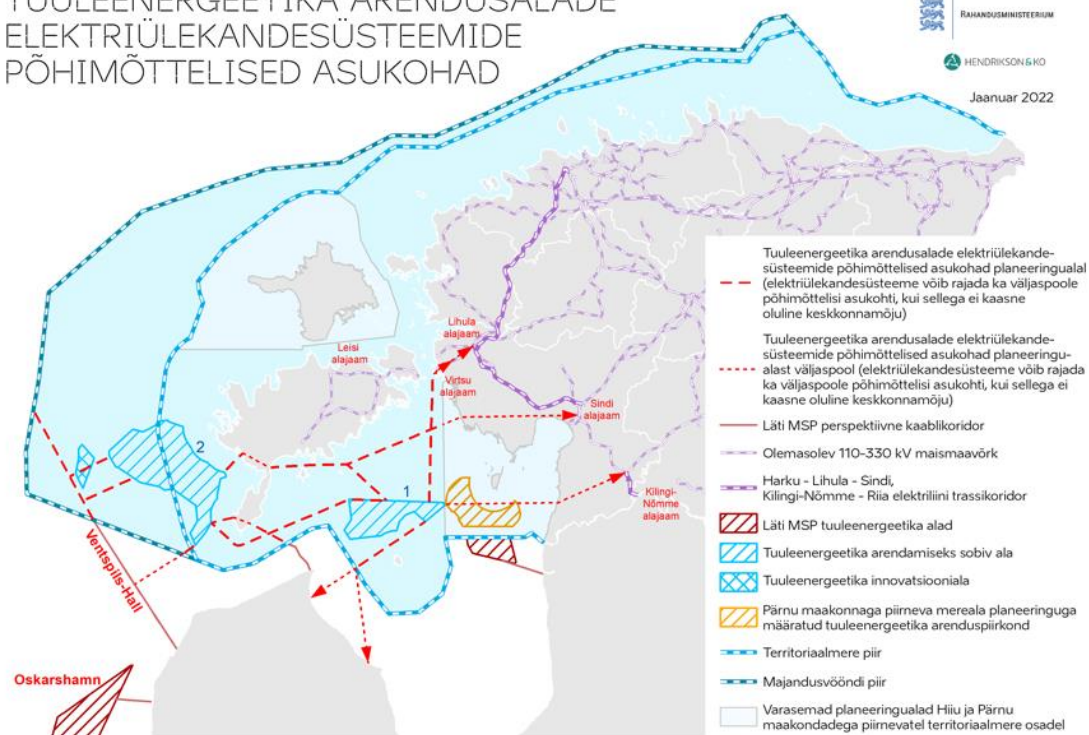 TUULEENERGEETIKA ARENDUSALADE
ELEKTRIÜLEKANDESÜSTEEMIDE
PÕHIMÕTTELISED ASUKOHAD
RAHANDUSMINISTEERIUM
HENDRIKSON & KO
Jaanuar 2022
Lihula
alajaam
Leisi
alajaam
Virtsu
alajaam
Sindi
alajaam
2
1
Kilingi-
Nõmme
alajaam
Ventspils-Hall
Oskarshamn
Tuuleenergeetika arendusalade elektriülekande-
süsteemide põhimõttelised asukohad planeeringualal
(elektriülekandesüsteeme võib rajada ka väljaspoole
põhimõttelisi asukohti, kui sellega ei kaasne
oluline keskkonnamõju)
Tuuleenergeetika arendusalade elektriülekande-
süsteemide põhimõttelised asukohad planeeringu-
alast väljaspool (elektriülekandesüsteeme võib rajada
ka väljaspoole põhimõttelisi asukohti, kui sellega ei
kaasne oluline keskkonnamõju)
Läti MSP perspektiivne kaablikoridor
Olemasolev 110-330 kV maismaavõrk
Harku - Lihula - Sindi,
Kilingi-Nõmme - Riia elektriliini trassikoridor
Läti MSP tuuleenergeetika alad
Tuuleenergeetika arendamiseks sobiv ala
Tuuleenergeetika innovatsiooniala
Pärnu maakonnaga piirneva mereala planeeringuga
määratud tuuleenergeetika arenduspiirkond
Territoriaalmere piir
Majandusvööndi piir
Varasemad planeeringualad Hiiu ja Pärnu
maakondadega piirnevatel territoriaalmere osadel